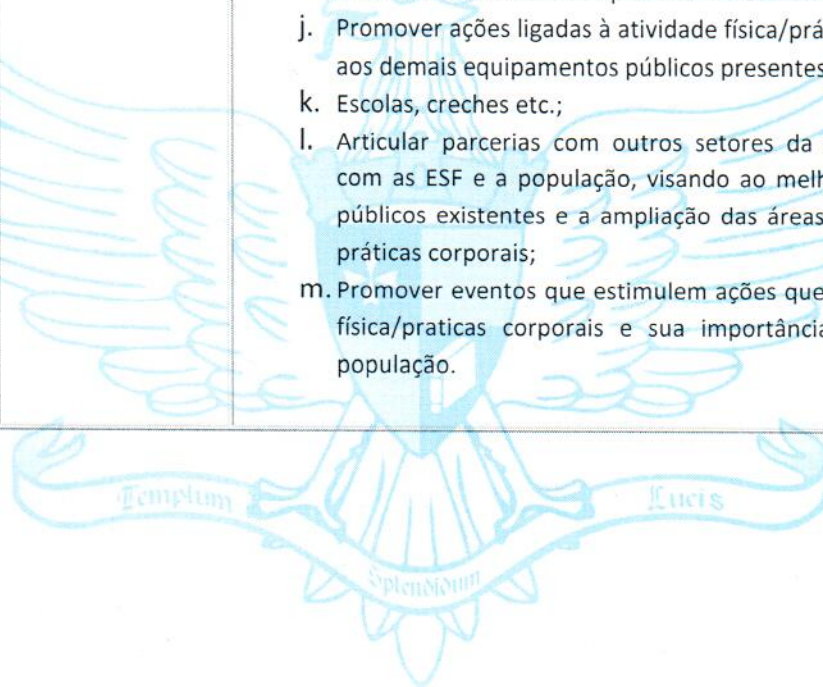 j. Promover ações ligadas à atividade física/prá
aos demais equipamentos públicos presentes
k. Escolas, creches etc.;
l. Articular parcerias com outros setores da
com as ESF e a população, visando ao melh
públicos existentes e a ampliação das áreas
práticas corporais;
m. Promover eventos que estimulem ações que
física/praticas corporais e sua importância
população.
Templum
Lucis
Splendidum